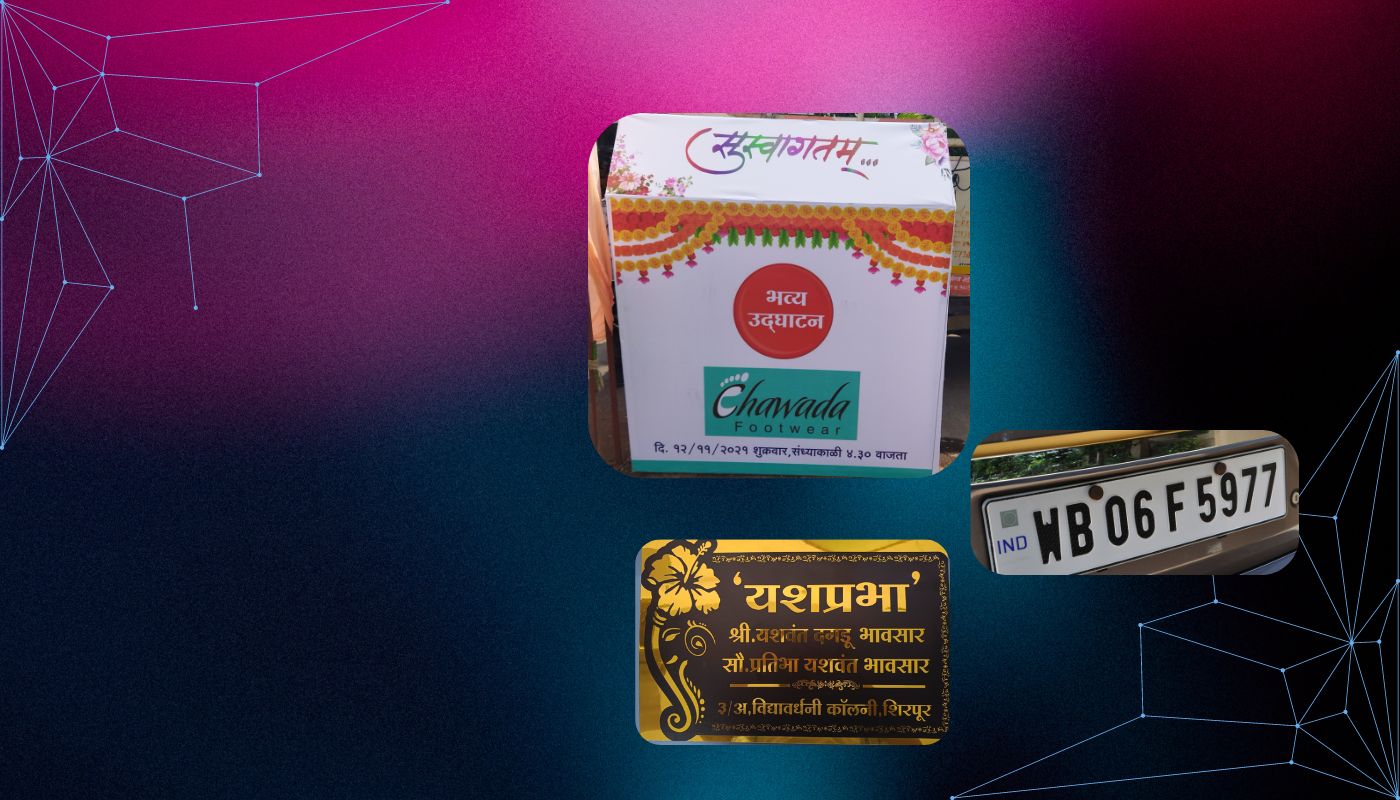 सुस्वागतम्...
भव्य
उद्‌घाटन
Chawada
Footwear
दि. १२/११/२०२१ शुक्रवार,संध्याकाळी ४.३० वाजता
IND WB 06 F 5977
‘यशप्रभा’
श्री.यशवंत दगडू भावसार
सौ.प्रतिभा यशवंत भावसार
३/अ,विद्यावर्धनी कॉलनी,शिरपूर